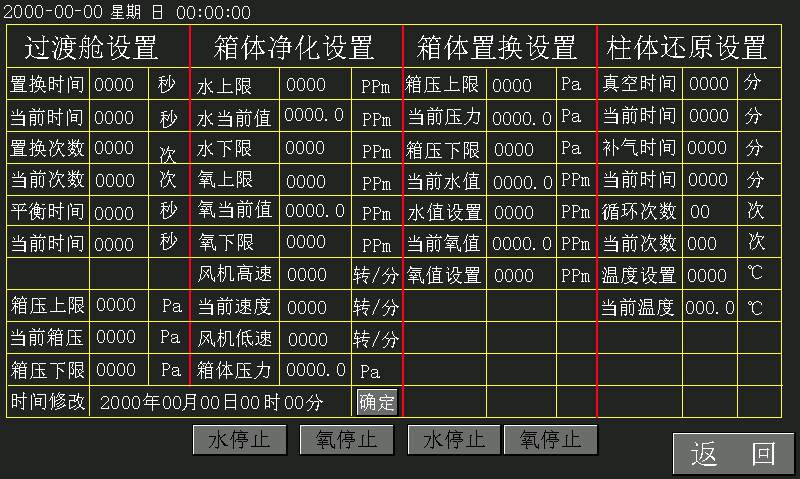 2000-00-00 星期 日 00:00:00
过渡舱设置 箱体净化设置 箱体置换设置 柱体还原设置
置换时间 0000 秒 水上限 0000 PPm 箱压上限 0000 Pa 真空时间 0000 分
当前时间 0000 秒 水当前值 0000.0 PPm 当前压力 0000.0 Pa 当前时间 0000 分
置换次数 0000 次 水下限 0000 PPm 箱压下限 0000 Pa 补气时间 0000 分
当前次数 0000 次 氧上限 0000 PPm 当前水值 0000.0 PPm 当前时间 0000 分
平衡时间 0000 秒 氧当前值 0000.0 PPm 水值设置 0000 PPm 循环次数 00 次
当前时间 0000 秒 氧下限 0000 PPm 当前氧值 0000.0 PPm 当前次数 000 次
风机高速 0000 转/分 氧值设置 0000 PPm 温度设置 0000 ℃
箱压上限 0000 Pa 当前速度 0000 转/分 当前温度 000.0 ℃
当前箱压 0000 Pa 风机低速 0000 转/分
箱压下限 0000 Pa 箱体压力 0000.0 Pa
时间修改 2000年00月00日00时00分 确定
水停止 氧停止 水停止 氧停止
返 回